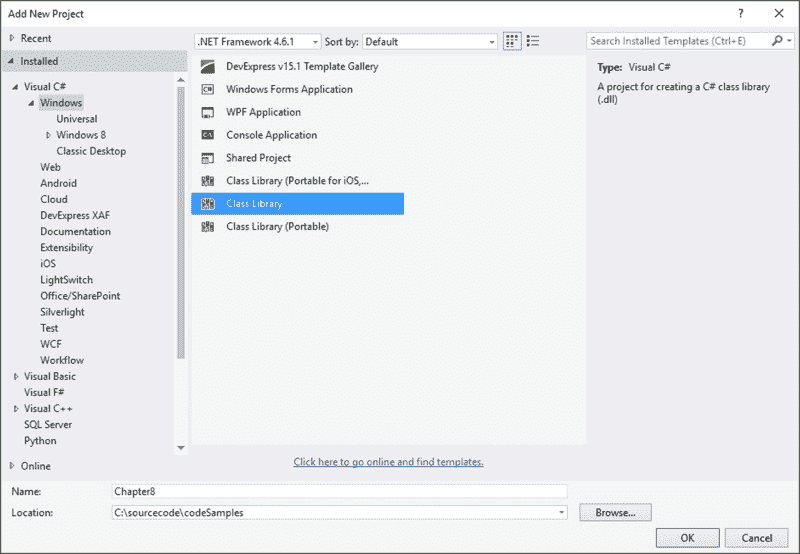 Add New Project
?
Recent
.NET Framework 4.6.1
Sort by:
Default
Search Installed Templates (Ctrl+E)
Installed
Visual C#
Windows
Universal
Windows 8
Classic Desktop
Web
Android
Cloud
DevExpress XAF
Documentation
Extensibility
iOS
LightSwitch
Office/SharePoint
Silverlight
Test
WCF
Workflow
Visual Basic
Visual F#
Visual C++
SQL Server
Python
Online
DevExpress v15.1 Template Gallery
Windows Forms Application
WPF Application
Console Application
Shared Project
Class Library (Portable for iOS,...
Class Library
Class Library (Portable)
Type: Visual C#
A project for creating a C# class library
(.dll)
Click here to go online and find templates.
Name:
Chapter8
Location:
C:\sourcecode\codeSamples
Browse...
OK
Cancel